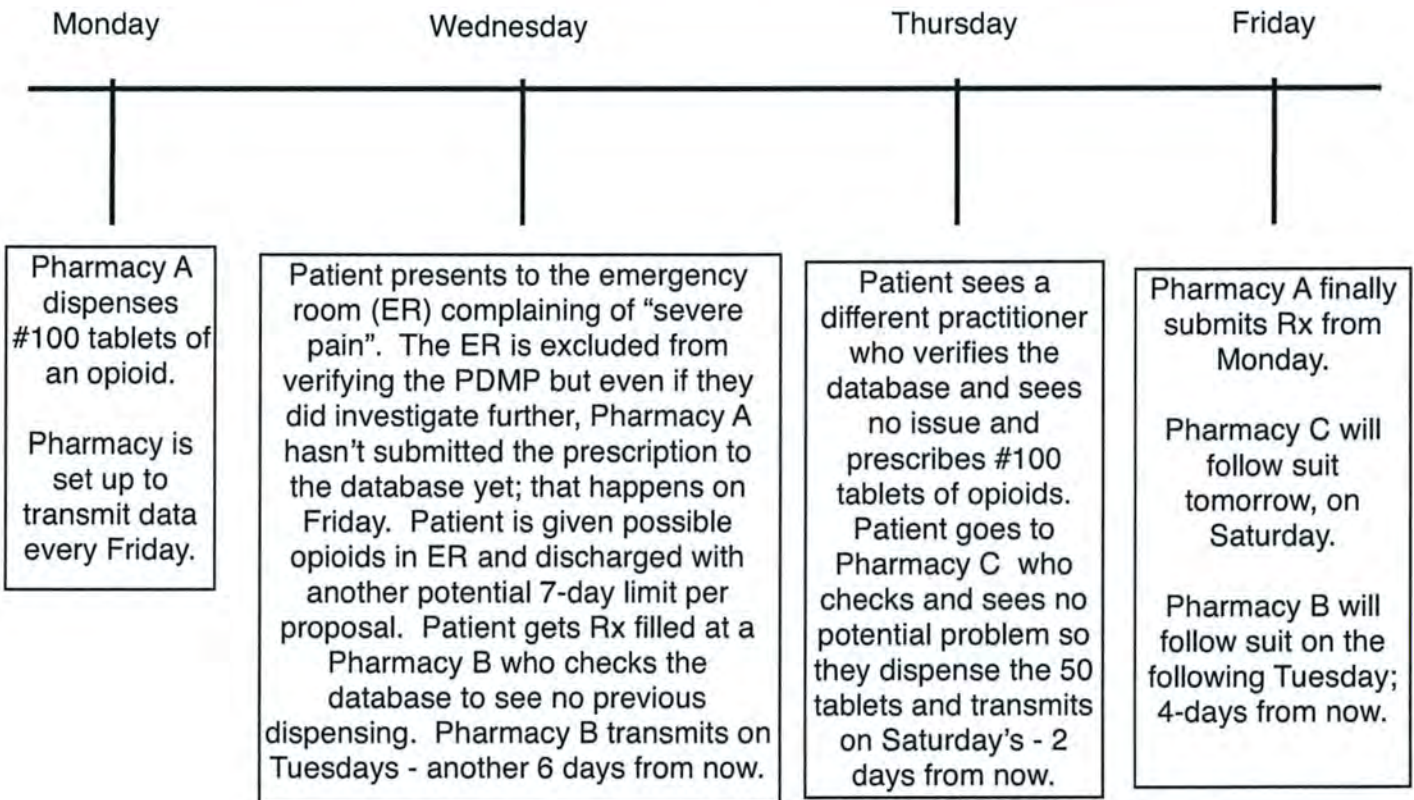 Monday
Wednesday
Thursday
Friday
Pharmacy A
dispenses
#100 tablets of
an opioid.
Pharmacy is
set up to
transmit data
every Friday.
Patient presents to the emergency
room (ER) complaining of “severe
pain”. The ER is excluded from
verifying the PDMP but even if they
did investigate further, Pharmacy A
hasn’t submitted the prescription to
the database yet; that happens on
Friday. Patient is given possible
opioids in ER and discharged with
another potential 7-day limit per
proposal. Patient gets Rx filled at a
Pharmacy B who checks the
database to see no previous
dispensing. Pharmacy B transmits on
Tuesdays - another 6 days from now.
Patient sees a
different practitioner
who verifies the
database and sees
no issue and
prescribes #100
tablets of opioids.
Patient goes to
Pharmacy C who
checks and sees no
potential problem so
they dispense the 50
tablets and transmits
on Saturday’s - 2
days from now.
Pharmacy A finally
submits Rx from
Monday.
Pharmacy C will
follow suit
tomorrow, on
Saturday.
Pharmacy B will
follow suit on the
following Tuesday;
4-days from now.